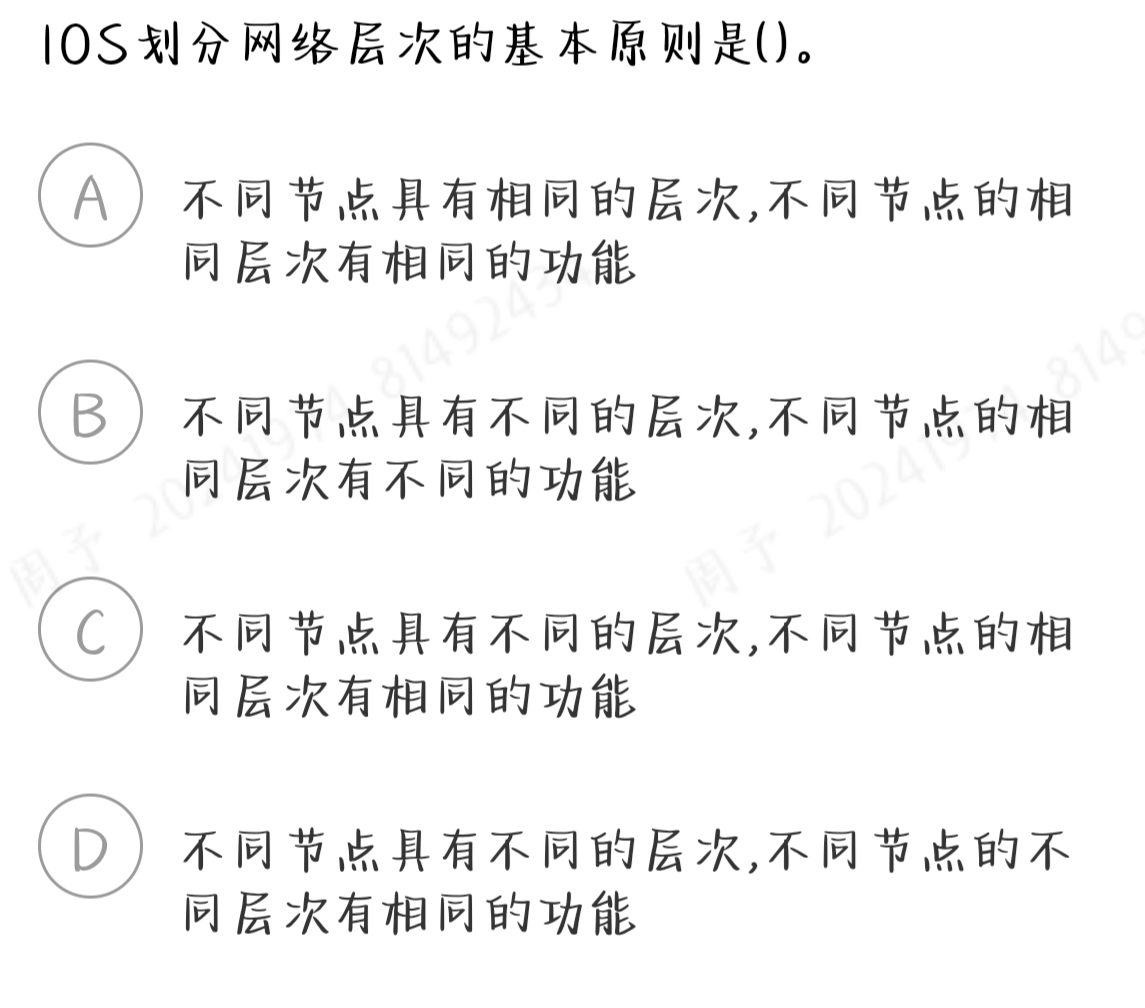 IOS划分网络层次的基本原则是()。
A 不同节点具有相同的层次,不同节点的相
同层次有相同的功能
B 不同节点具有不同的层次,不同节点的相
同层次有不同的功能
C 不同节点具有不同的层次,不同节点的相
同层次有相同的功能
D 不同节点具有不同的层次,不同节点的不
同层次有相同的功能
周予
周予